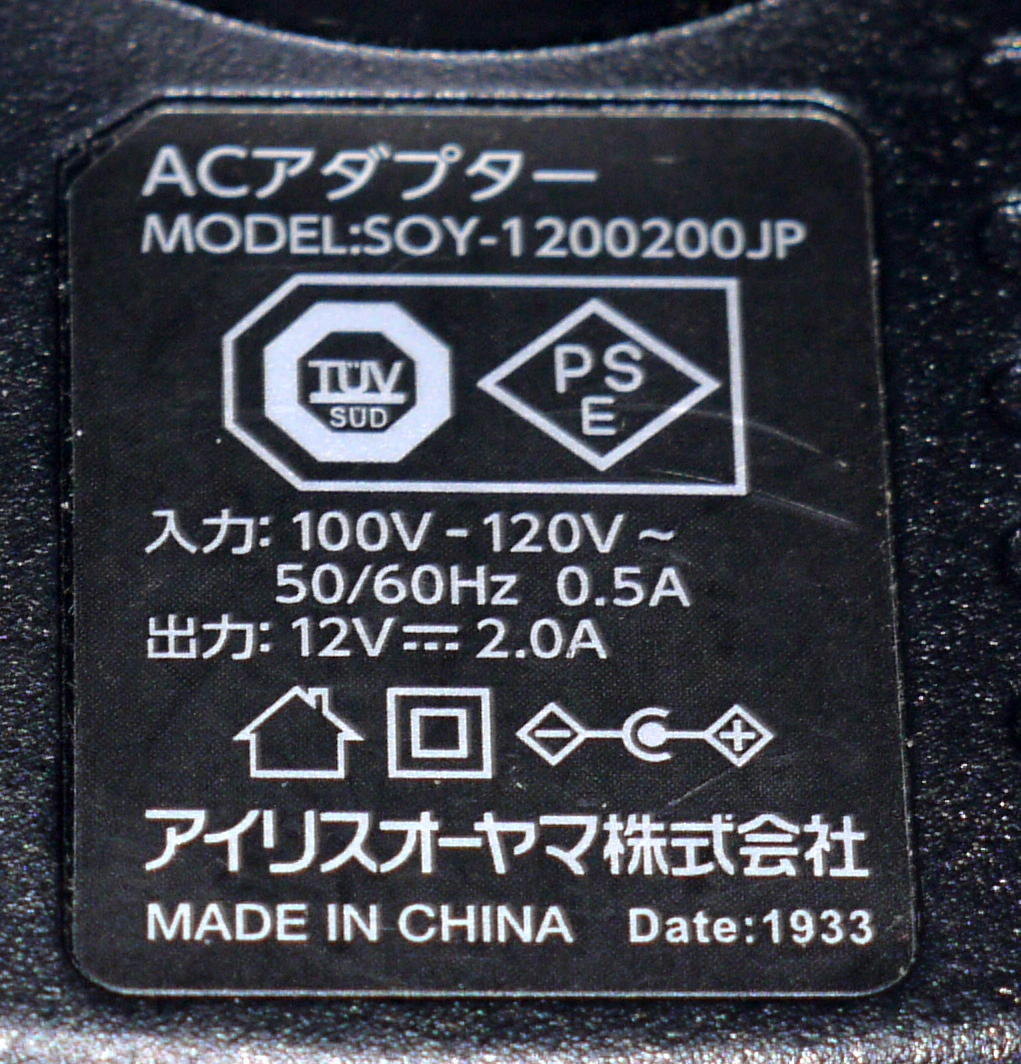 ACアダプター
MODEL:SOY-1200200JP
TÜV
SÜD
PS
E
入力: 100V - 120V ~
50/60Hz 0.5A
出力: 12V⎓2.0A
アイリスオーヤマ株式会社
MADE IN CHINA Date:1933